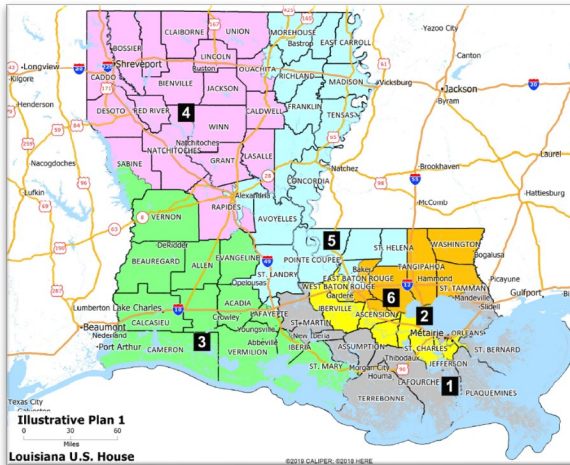 CLAIBORNE
UNION
MOREHOUSE
Bastrop
EAST CARROLL
Yazoo City
BOSSIER
Longview
Kilgore
Shreveport
CADDO
LINCOLN
Ruston
OUACHITA
RICHLAND
MADISON
Vicksburg
Canton
Jackson
Byram
Henderson
BIENVILLE
JACKSON
FRANKLIN
TENSAS
DESOTO
RED RIVER
4
CALDWELL
WINN
Nacogdoches
NATCHITOCHES
Natchitoches
Laurel
SABINE
GRANT
LASALLE
Natchez
Brookhaven
CONCORDIA
Lufkin
Alexandria
McComb
Hattiesburg
VERNON
RAPIDES
AVOYELLES
DeRidder
BEAUREGARD
ALLEN
EVANGELINE
5
ST. HELENA
WASHINGTON
Bogalusa
POINTE COUPEE
TANGIPAHOA
ST. LANDRY
Opelousas
Baker
EAST BATON ROUGE
Hammond
Picayune
WEST BATON ROUGE
ST. TAMMANY
Gulfport
Lumberton
Lake Charles
ACADIA
Gardere
6
Mandeville
Slidell
IBERVILLE
2
Beaumont
CALCASIEU
Crowley
LAFAYETTE
ST. MARTIN
ASCENSION
Nederland
Youngsville
New Iberia
Métairie
ORLEANS
Port Arthur
3
Abbéville
ASSUMPTION
ST. CHARLES
ST. BERNARD
CAMERON
VERMILION
IBERIA
Thibodaux
JEFFERSON
ST. MARY
Morgan City
Houma
LAFOURCHE
1
PLAQUEMINES
TERREBONNE
Texas City
Galveston
Illustrative Plan 1
0 30 60
Miles
Louisiana U.S. House
©2019 CALIPER; ©2018 HERE